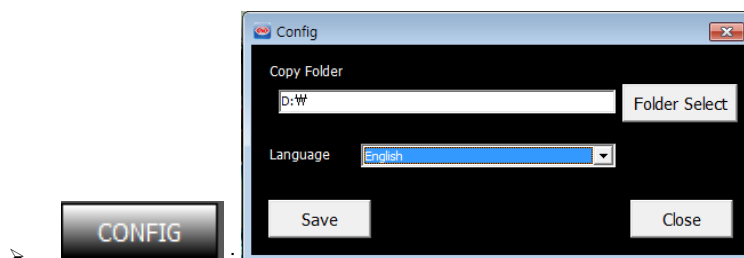 Config
Copy Folder
D:₩
Folder Select
Language
English
Save
Close
➢ CONFIG :